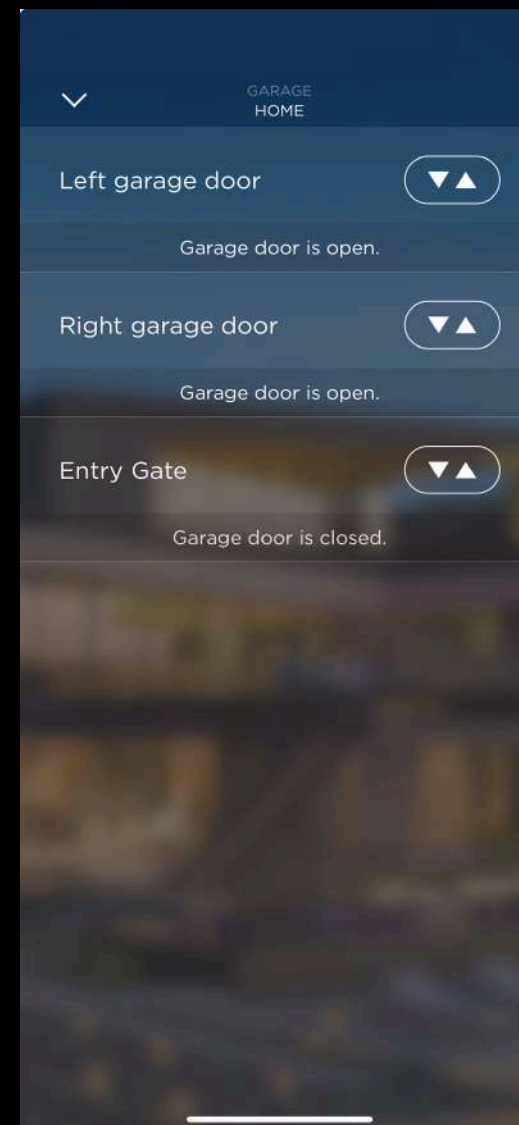 GARAGE
HOME
Left garage door
Garage door is open.
Right garage door
Garage door is open.
Entry Gate
Garage door is closed.